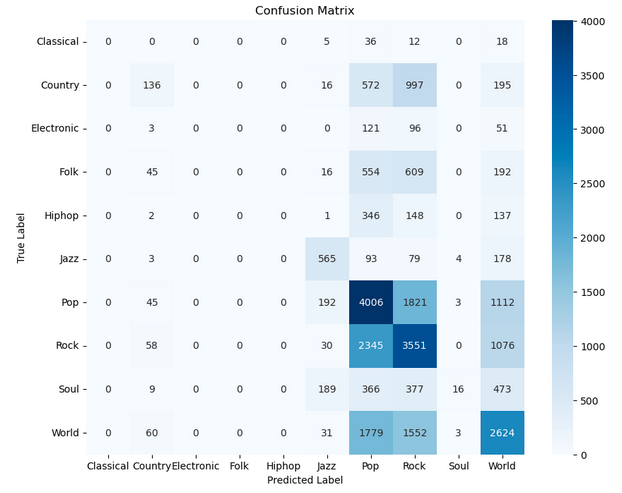 Confusion Matrix
Classical 0 0 0 0 0 5 36 12 0 18
Country 0 136 0 0 0 16 572 997 0 195
Electronic 0 3 0 0 0 0 121 96 0 51
Folk 0 45 0 0 0 16 554 609 0 192
Hiphop 0 2 0 0 0 1 346 148 0 137
Jazz 0 3 0 0 0 565 93 79 4 178
Pop 0 45 0 0 0 192 4006 1821 3 1112
Rock 0 58 0 0 0 30 2345 3551 0 1076
Soul 0 9 0 0 0 189 366 377 16 473
World 0 60 0 0 0 31 1779 1552 3 2624
Classical Country Electronic Folk Hiphop Jazz Pop Rock Soul World
Predicted Label
True Label
4000
3500
3000
2500
2000
1500
1000
500
0